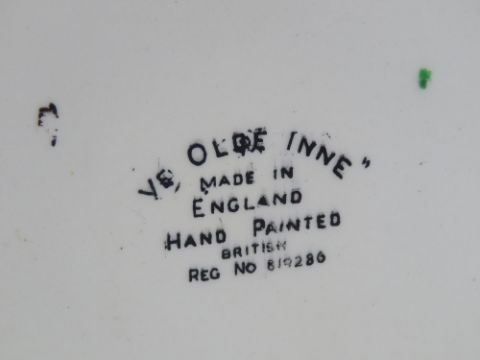 YE OLDE INNE"
MADE IN
ENGLAND
HAND PAINTED
BRITISH
REG NO 819286